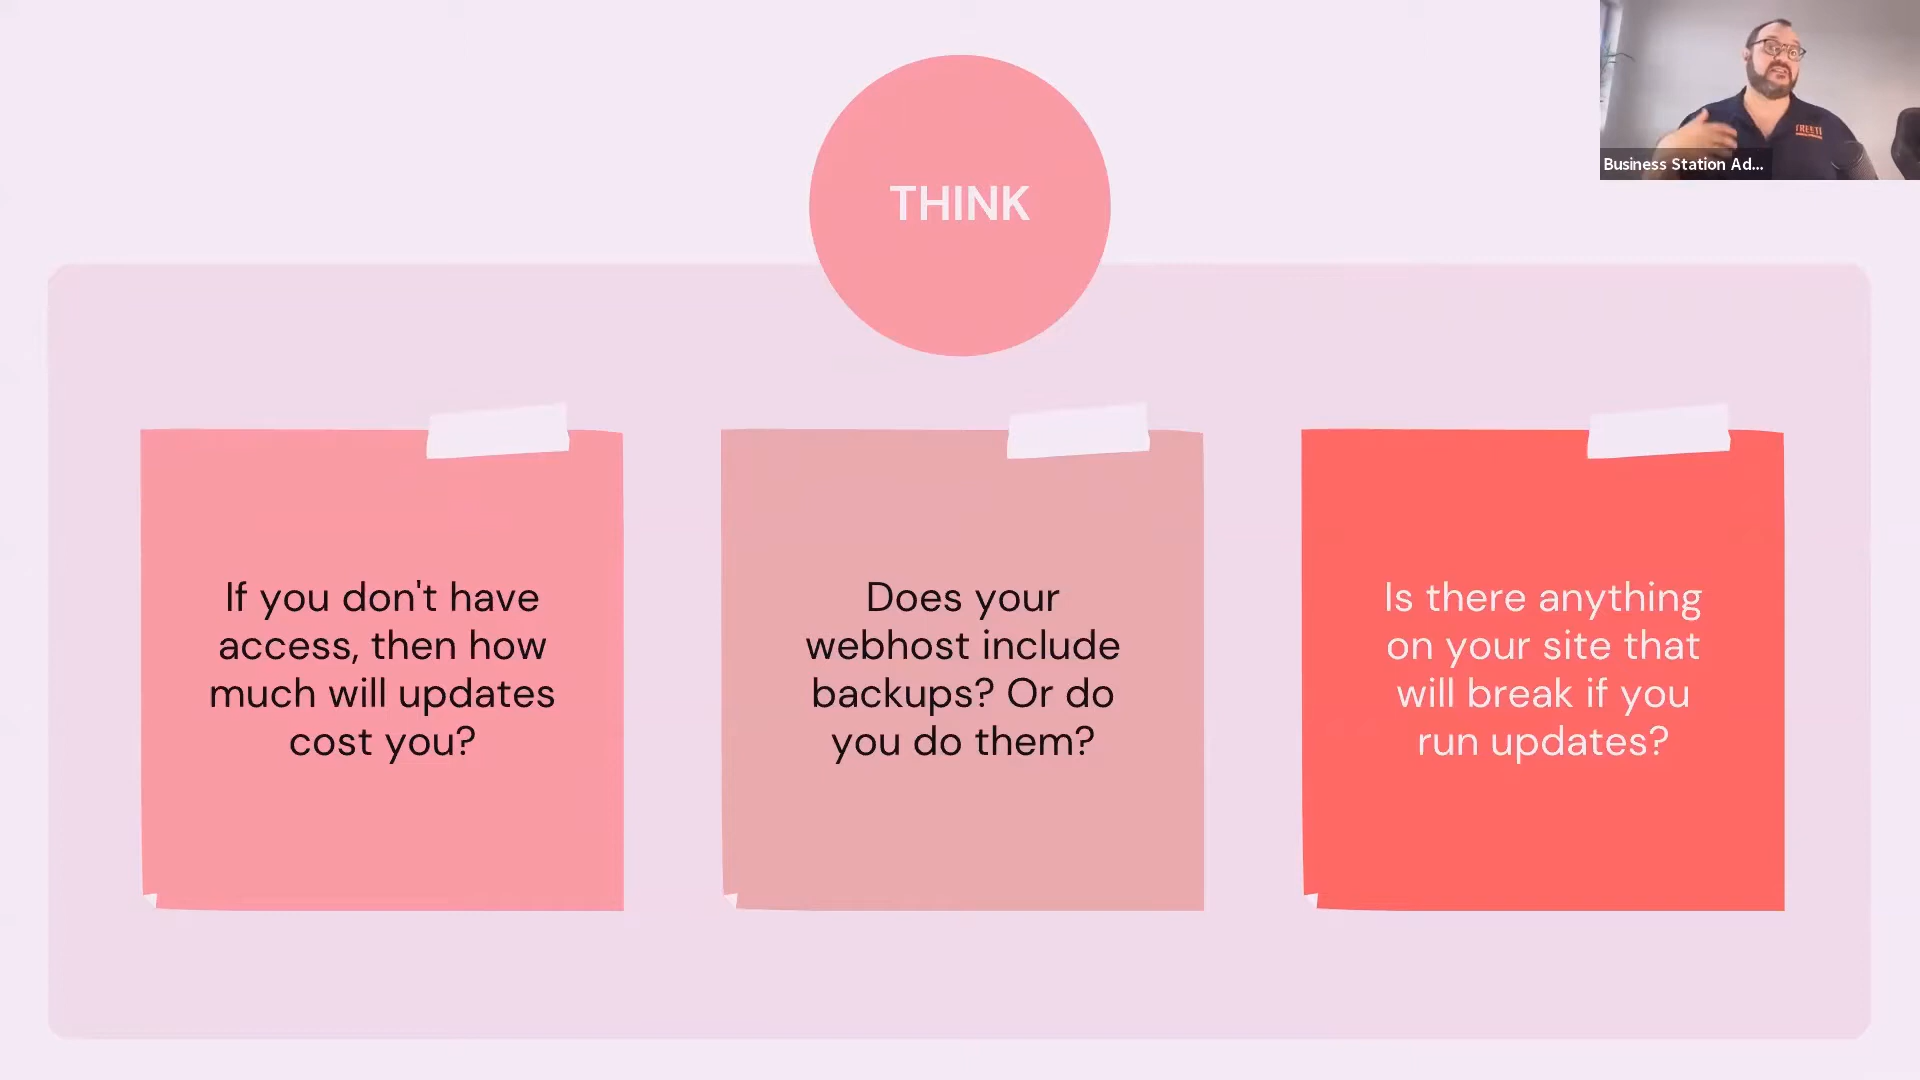 THINK
Business Station Ad...
If you don't have
access, then how
much will updates
cost you?
Does your
webhost include
backups? Or do
you do them?
Is there anything
on your site that
will break if you
run updates?